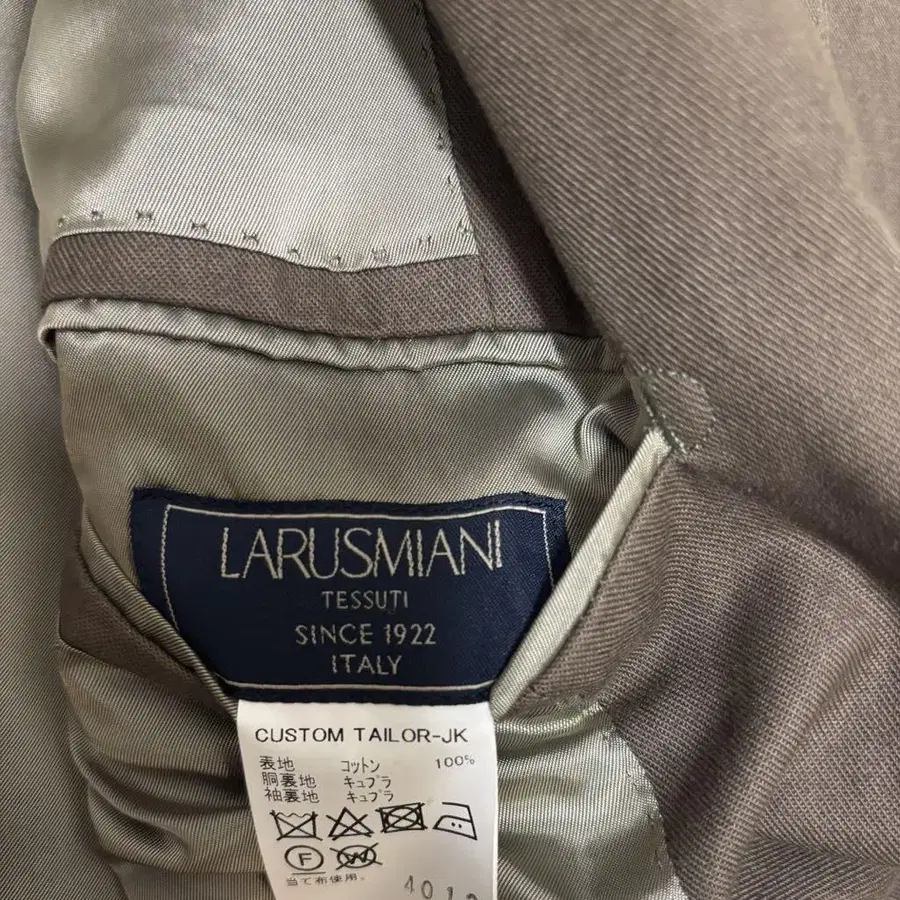 LARUSMIANI
TESSUTI
SINCE 1922
ITALY
CUSTOM TAILOR-JK
表地 コットン 100%
胴裏地 キュプラ
袖裏地 キュプラ
F W
当て布使用。